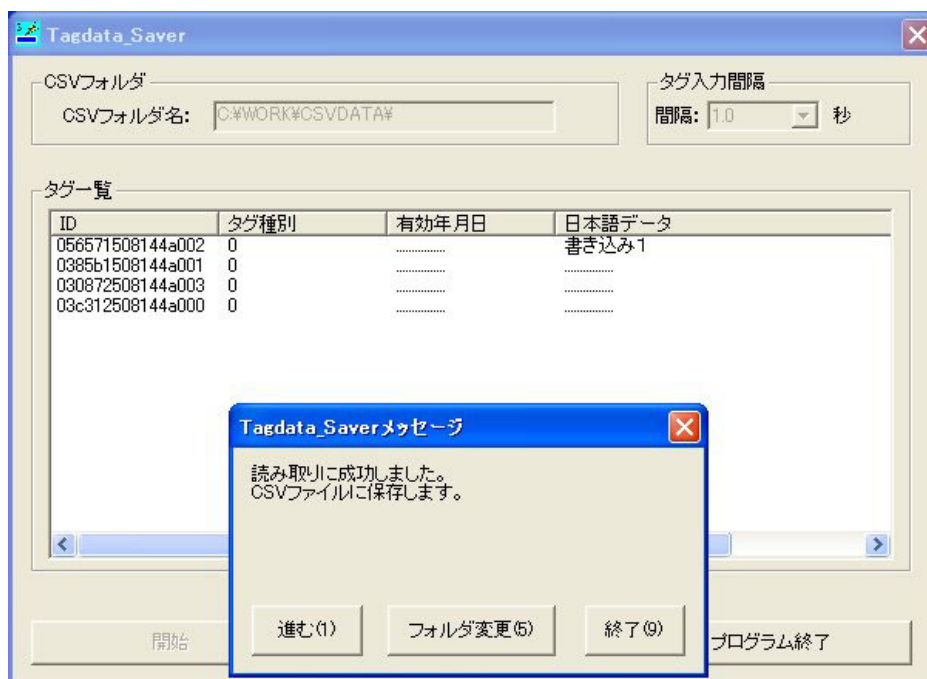 Tagdata_Saver
CSVフォルダ
CSVフォルダ名: C:¥WORK¥CSVDATA¥
タグ入力間隔
間隔: 1.0 秒
タグ一覧
ID タグ種別 有効年月日 日本語データ
056571508144a002 0 ............... 書き込み1
0385b1508144a001 0 ............... ...............
030872508144a003 0 ............... ...............
03c312508144a000 0 ............... ...............
Tagdata_Saverメッセージ
読み取りに成功しました。
CSVファイルに保存します。
進む(1) フォルダ変更(5) 終了(9)
開始 プログラム終了